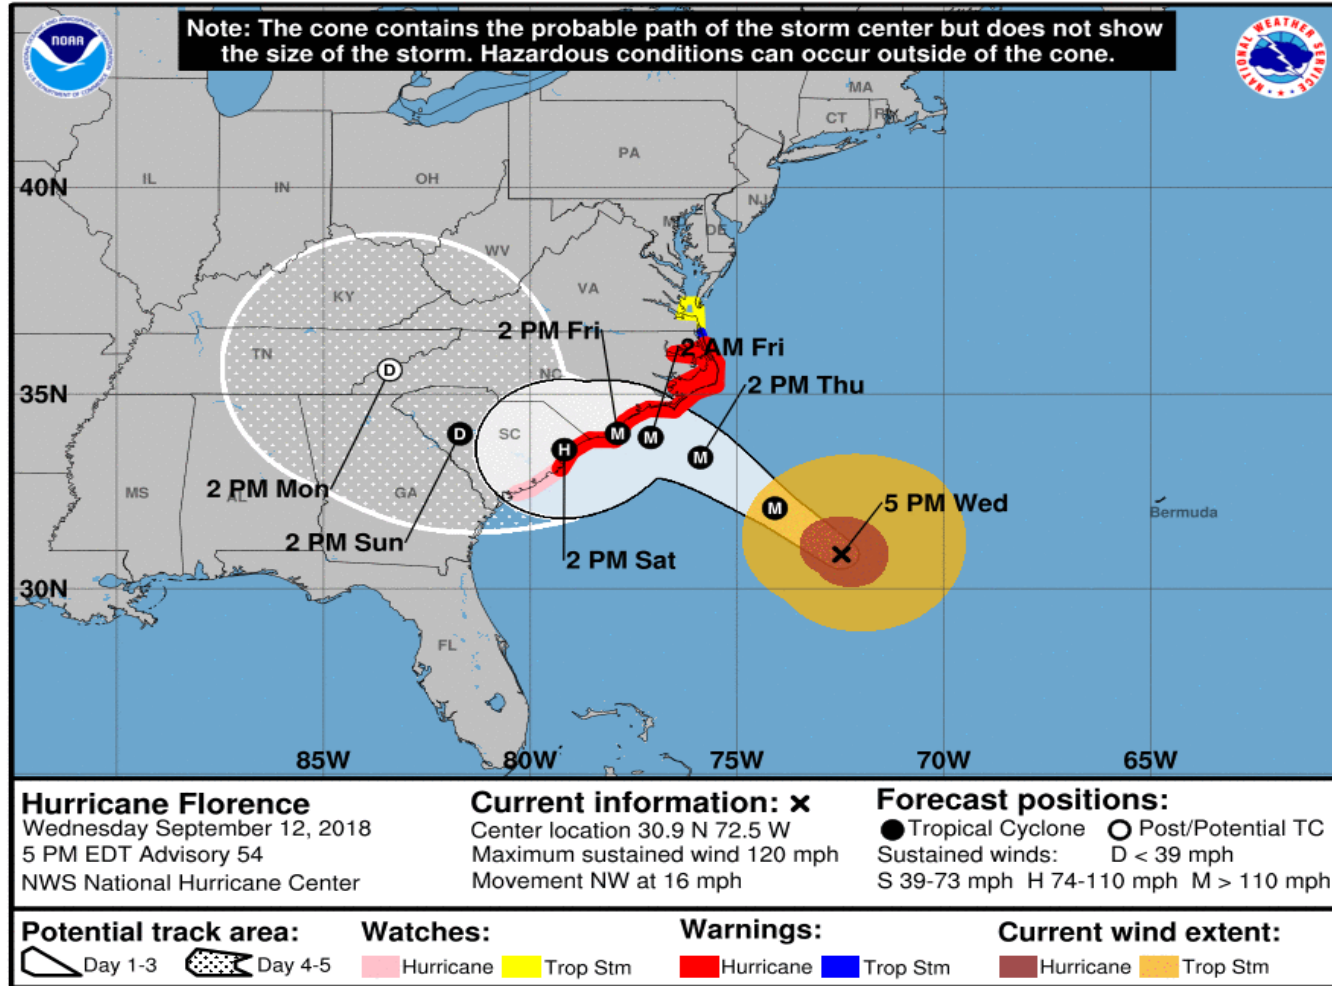 Note: The cone contains the probable path of the storm center but does not show
the size of the storm. Hazardous conditions can occur outside of the cone.
NOAA
NATIONAL WEATHER SERVICE
MA
CT
PA
40N
IL
IN
OH
NJ
DE
WV
KY
VA
2 PM Fri
2 AM Fri
TN
D
NC
2 PM Thu
35N
D
SC
H
M
M
M
2 PM Mon
MS
AL
GA
M
5 PM Wed
Bermuda
2 PM Sun
2 PM Sat
30N
FL
85W
80W
75W
70W
65W
Hurricane Florence
Wednesday September 12, 2018
5 PM EDT Advisory 54
NWS National Hurricane Center
Current information: x
Center location 30.9 N 72.5 W
Maximum sustained wind 120 mph
Movement NW at 16 mph
Forecast positions:
Tropical Cyclone Post/Potential TC
Sustained winds: D < 39 mph
S 39-73 mph H 74-110 mph M > 110 mph
Potential track area:
Day 1-3 Day 4-5
Watches:
Hurricane Trop Stm
Warnings:
Hurricane Trop Stm
Current wind extent:
Hurricane Trop Stm